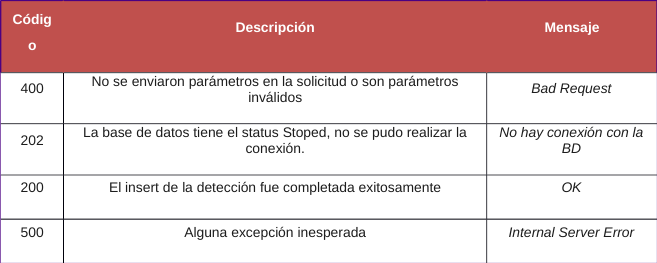 Códig
o
Descripción
Mensaje
400
No se enviaron parámetros en la solicitud o son parámetros
inválidos
Bad Request
202
La base de datos tiene el status Stoped, no se pudo realizar la
conexión.
No hay conexión con la
BD
200
El insert de la detección fue completada exitosamente
OK
500
Alguna excepción inesperada
Internal Server Error